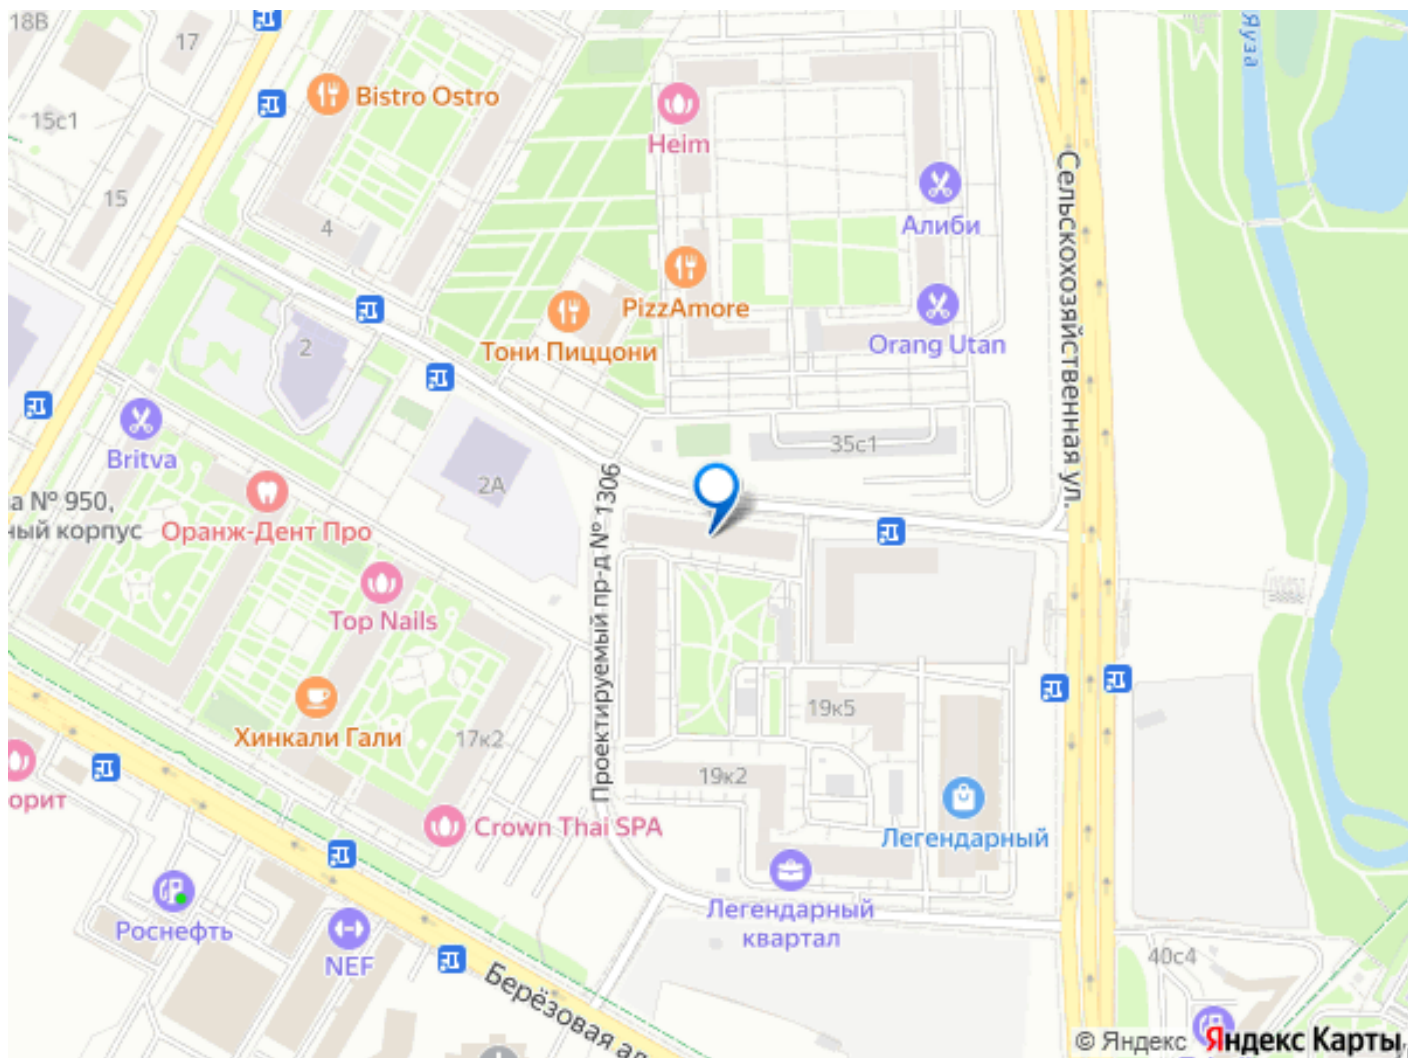 18В
17
Bistro Ostro
15с1
Heim
Яуза
15
4
Алиби
Сельскохозяйственная ул.
PizzAmore
2
Тони Пиццони
Orang Utan
Britva
35с1
2А
а № 950,
ный корпус
Оранж-Дент Про
Проектируемый пр-д № 1306
Top Nails
Хинкали Гали
17к2
19к5
19к2
орит
Crown Thai SPA
Легендарный
Роснефть
Легендарный
квартал
NEF
40с4
Берёзовая ал
© Яндекс Яндекс Карты